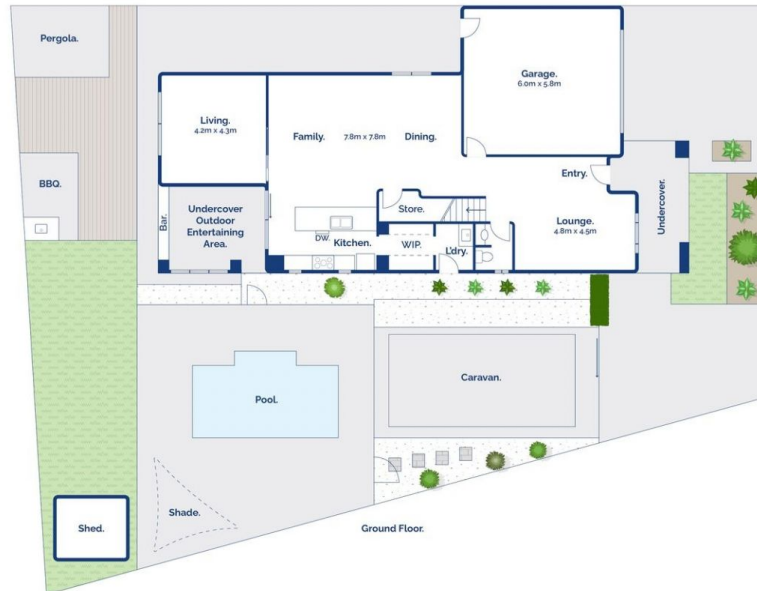 Pergola.
Garage.
6.0m x 5.8m
Living.
4.2m x 4.3m
Family.
7.8m x 7.8m
Dining.
BBQ.
Entry.
Undercover.
Bar.
Undercover
Outdoor
Entertaining
Area.
Store.
Lounge.
4.8m x 4.5m
DW.
Kitchen.
WIP.
L'dry.
Caravan.
Pool.
Shade.
Shed.
Ground Floor.